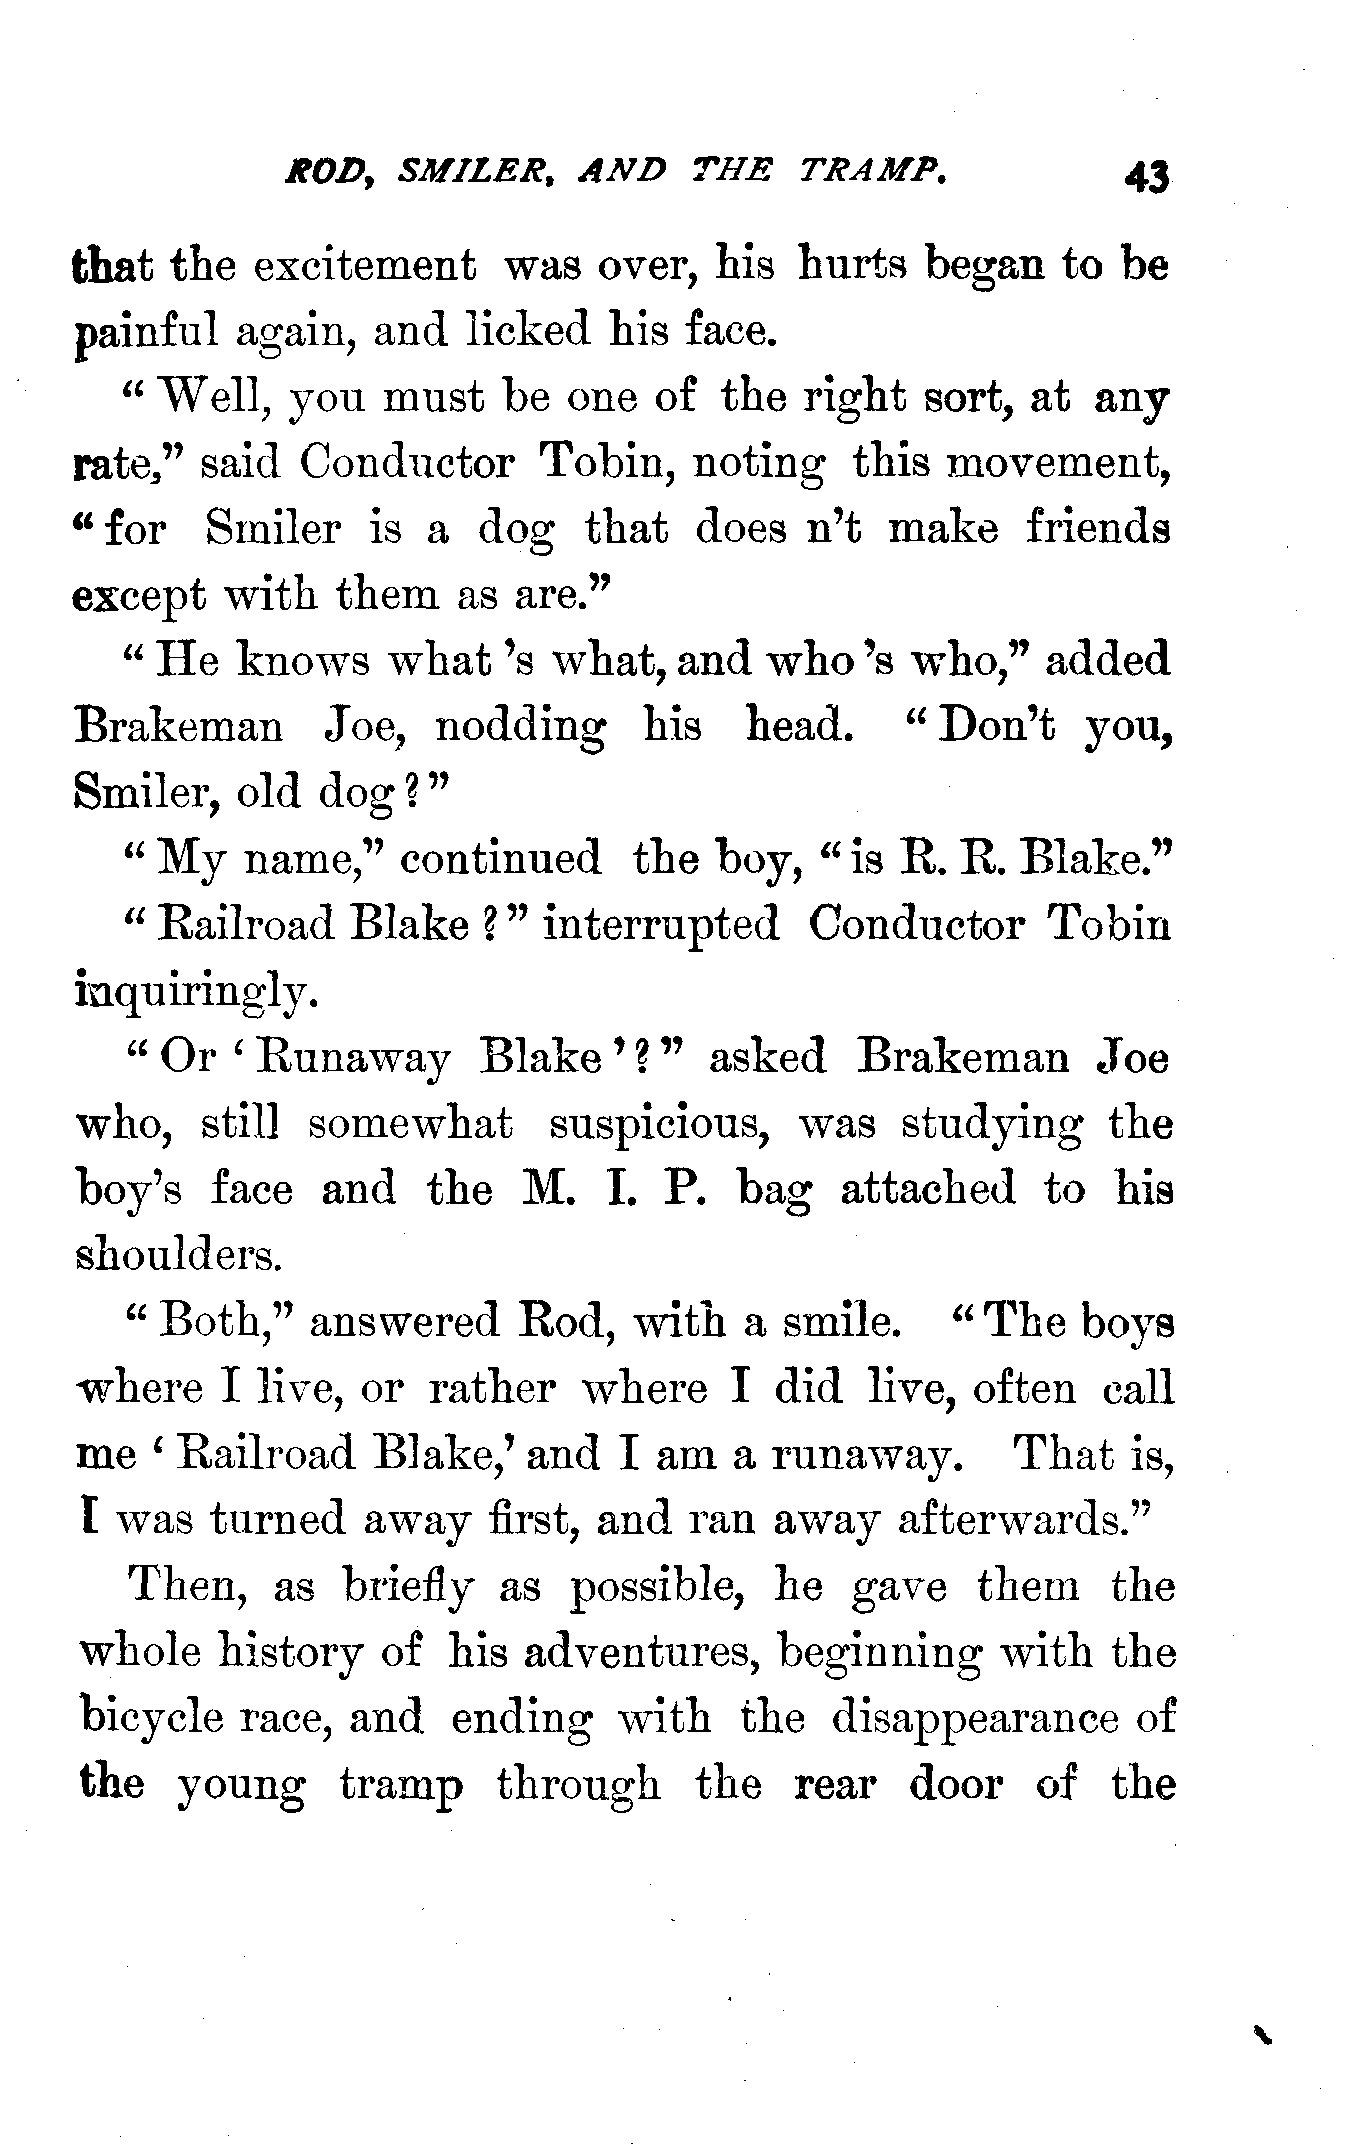 ROD, SMILER, AND THE TRAMP. 43
that the excitement was over, his hurts began to be
painful again, and licked his face.
“Well, you must be one of the right sort, at any
rate,” said Conductor Tobin, noting this movement,
“for Smiler is a dog that does n’t make friends
except with them as are.”
“He knows what ’s what, and who ’s who,” added
Brakeman Joe, nodding his head. “Don’t you,
Smiler, old dog?”
“My name,” continued the boy, “is R. R. Blake.”
“Railroad Blake?” interrupted Conductor Tobin
inquiringly.
“Or ‘Runaway Blake’?” asked Brakeman Joe
who, still somewhat suspicious, was studying the
boy’s face and the M. I. P. bag attached to his
shoulders.
“Both,” answered Rod, with a smile. “The boys
where I live, or rather where I did live, often call
me ‘Railroad Blake,’ and I am a runaway. That is,
I was turned away first, and ran away afterwards.”
Then, as briefly as possible, he gave them the
whole history of his adventures, beginning with the
bicycle race, and ending with the disappearance of
the young tramp through the rear door of the